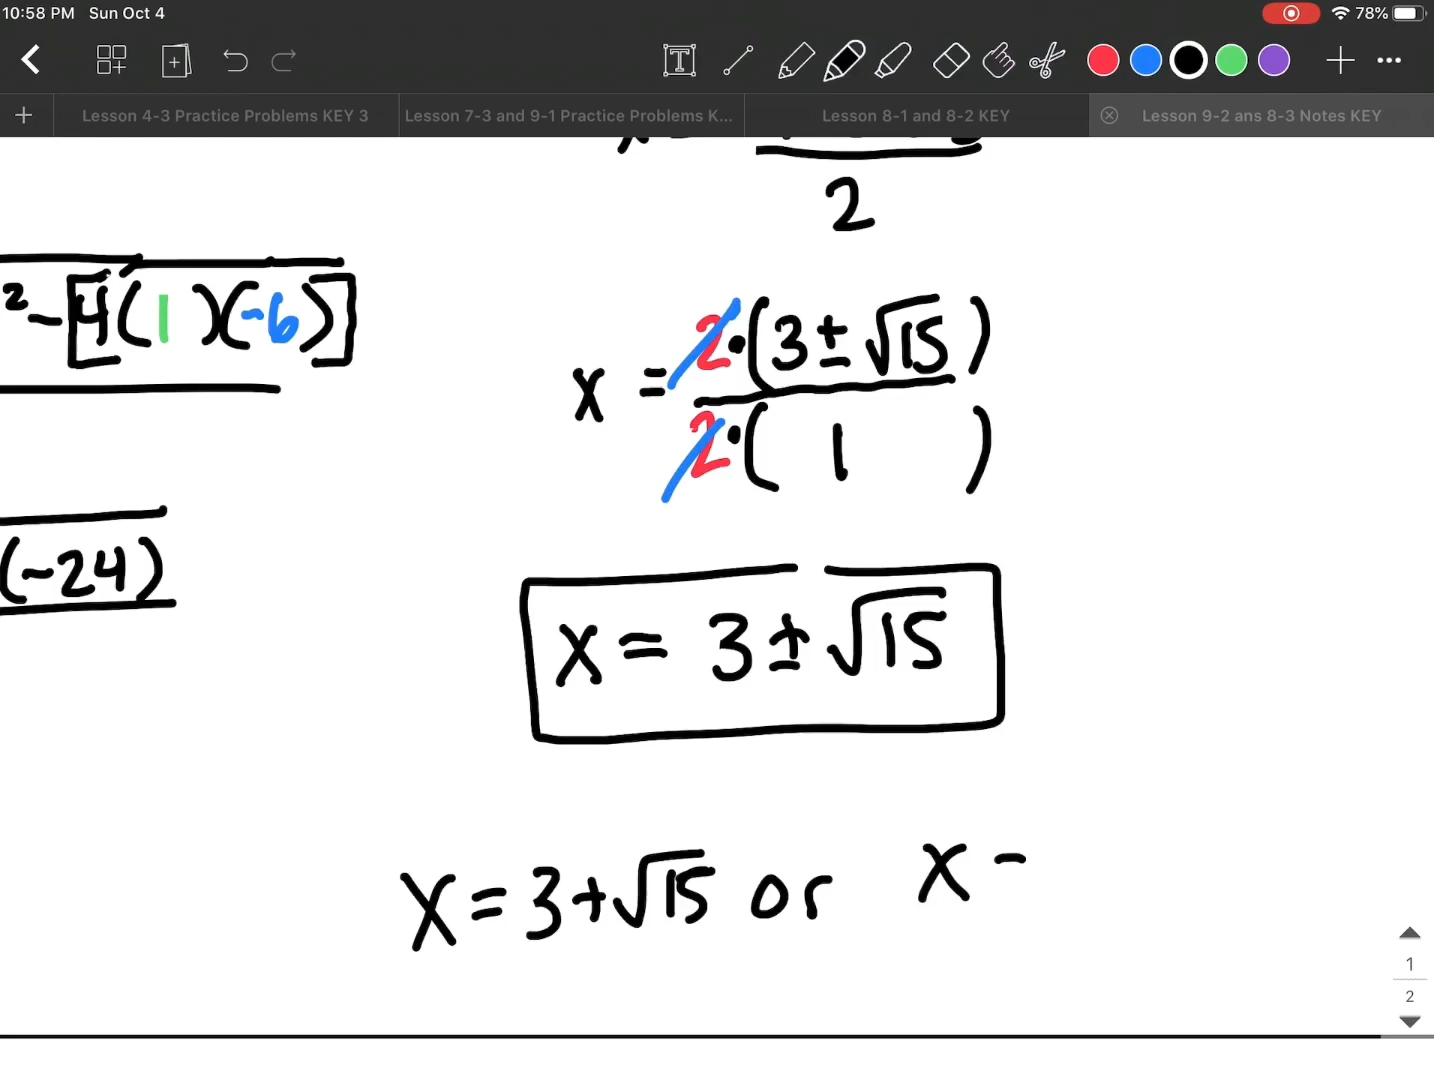 10:58 PM Sun Oct 4 78%
T
Lesson 4-3 Practice Problems KEY 3 Lesson 7-3 and 9-1 Practice Problems K... Lesson 8-1 and 8-2 KEY Lesson 9-2 ans 8-3 Notes KEY
2
² - [4(1)(-6)]
x = 2·(3 ± √15)
2·( 1 )
(-24)
x = 3 ± √15
x = 3 + √15 or x -
1
2